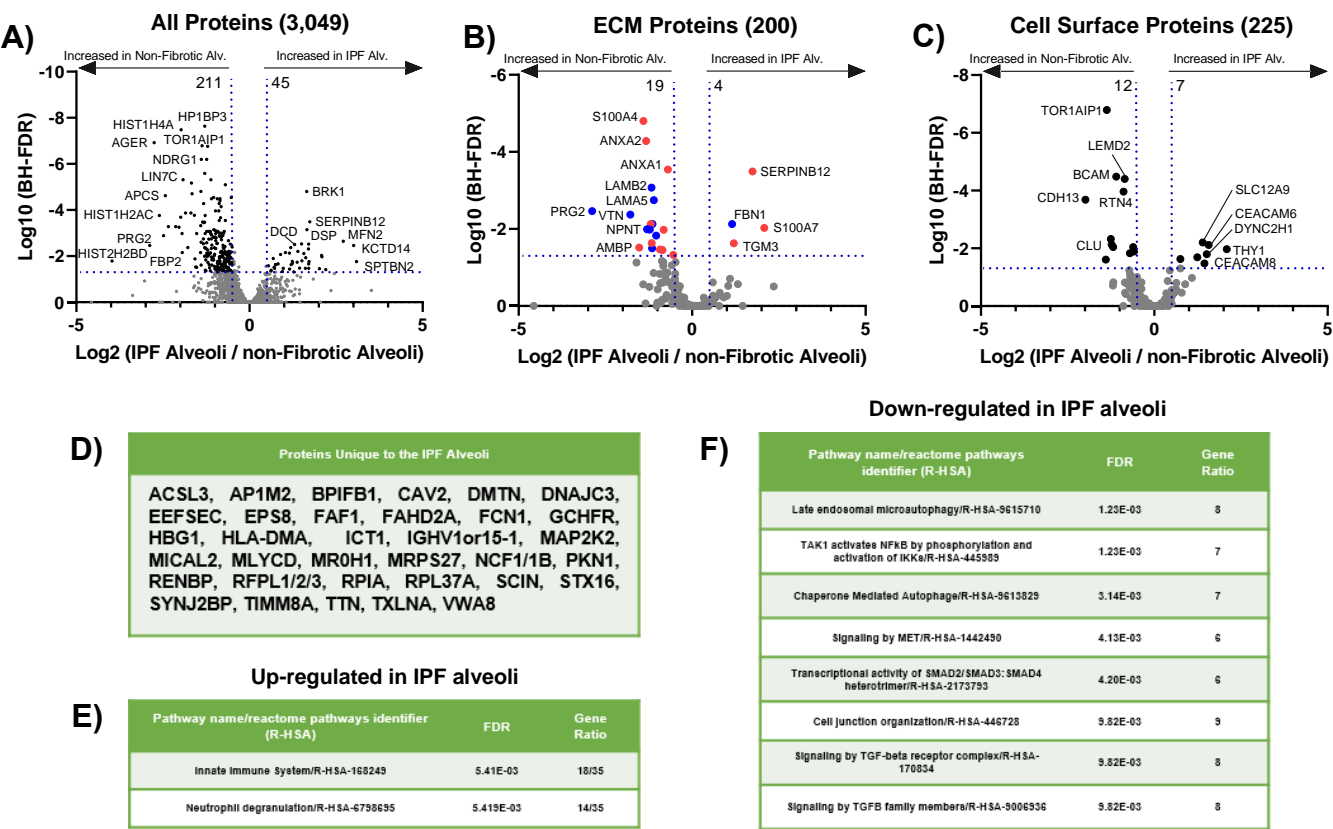 A)
All Proteins (3,049)
Increased in Non-Fibrotic Alv.
Increased in IPF Alv.
211
45
Log10 (BH-FDR)
-10
-8
-6
-4
-2
0
HP1BP3
HIST1H4A
TOR1AIP1
AGER
NDRG1
LIN7C
APCS
HIST1H2AC
PRG2
HIST2H2BD
FBP2
BRK1
SERPINB12
DCD
DSP
MFN2
KCTD14
SPTBN2
-5
0
5
Log2 (IPF Alveoli / non-Fibrotic Alveoli)
B)
ECM Proteins (200)
Increased in Non-Fibrotic Alv.
Increased in IPF Alv.
19
4
Log10 (BH-FDR)
-6
-4
-2
0
S100A4
ANXA2
ANXA1
LAMB2
LAMA5
PRG2
VTN
NPNT
AMBP
SERPINB12
FBN1
S100A7
TGM3
-5
0
5
Log2 (IPF Alveoli / non-Fibrotic Alveoli)
C)
Cell Surface Proteins (225)
Increased in Non-Fibrotic Alv.
Increased in IPF Alv.
12
7
Log10 (BH-FDR)
-8
-6
-4
-2
0
TOR1AIP1
LEMD2
BCAM
CDH13
RTN4
CLU
SLC12A9
CEACAM6
DYNC2H1
THY1
CEACAM8
-5
0
5
Log2 (IPF Alveoli / non-Fibrotic Alveoli)
D)
Proteins Unique to the IPF Alveoli
ACSL3, AP1M2, BPIFB1, CAV2, DMTN, DNAJC3,
EEFSEC, EPS8, FAF1, FAHD2A, FCN1, GCHFR,
HBG1, HLA-DMA, ICT1, IGHV1or15-1, MAP2K2,
MICAL2, MLYCD, MR0H1, MRPS27, NCF1/1B, PKN1,
RENBP, RFPL1/2/3, RPIA, RPL37A, SCIN, STX16,
SYNJ2BP, TIMM8A, TTN, TXLNA, VWA8
Up-regulated in IPF alveoli
E)
Pathway name/reactome pathways identifier
(R-HSA)
FDR
Gene
Ratio
Innate Immune System/R-HSA-168249 5.41E-03 18/35
Neutrophil degranulation/R-HSA-6798695 5.419E-03 14/35
Down-regulated in IPF alveoli
F)
Pathway name/reactome pathways
identifier (R-HSA)
FDR
Gene
Ratio
Late endosomal microautophagy/R-HSA-9615710 1.23E-03 8
TAK1 activates NFkB by phosphorylation and
activation of IKKs/R-HSA-445989
1.23E-03 7
Chaperone Mediated Autophage/R-HSA-9613829 3.14E-03 7
Signaling by MET/R-HSA-1442490 4.13E-03 6
Transcriptional activity of SMAD2/SMAD3:SMAD4
heterotrimer/R-HSA-2173793
4.20E-03 6
Cell junction organization/R-HSA-446728 9.82E-03 9
Signaling by TGF-beta receptor complex/R-HSA-
170834
9.82E-03 8
Signaling by TGFB family members/R-HSA-9006936 9.82E-03 8